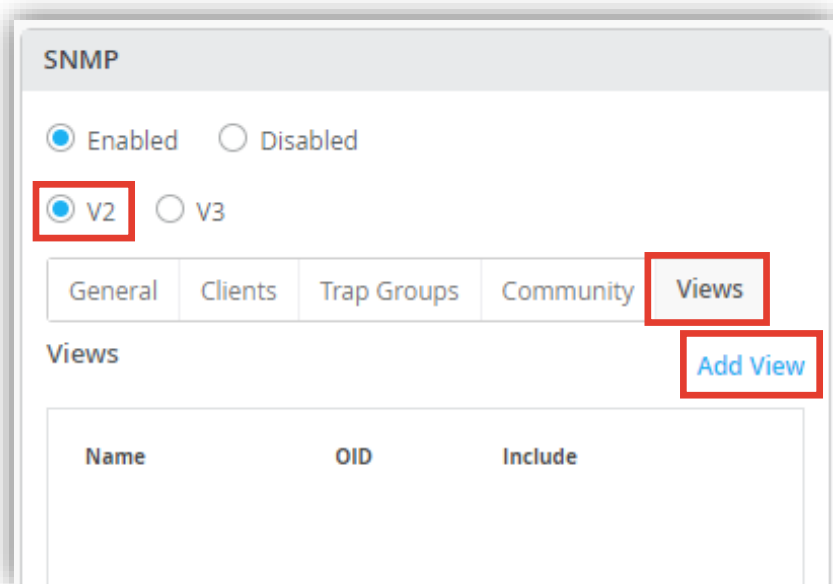 SNMP
Enabled Disabled
V2 V3
General Clients Trap Groups Community Views
Views
Add View
Name OID Include